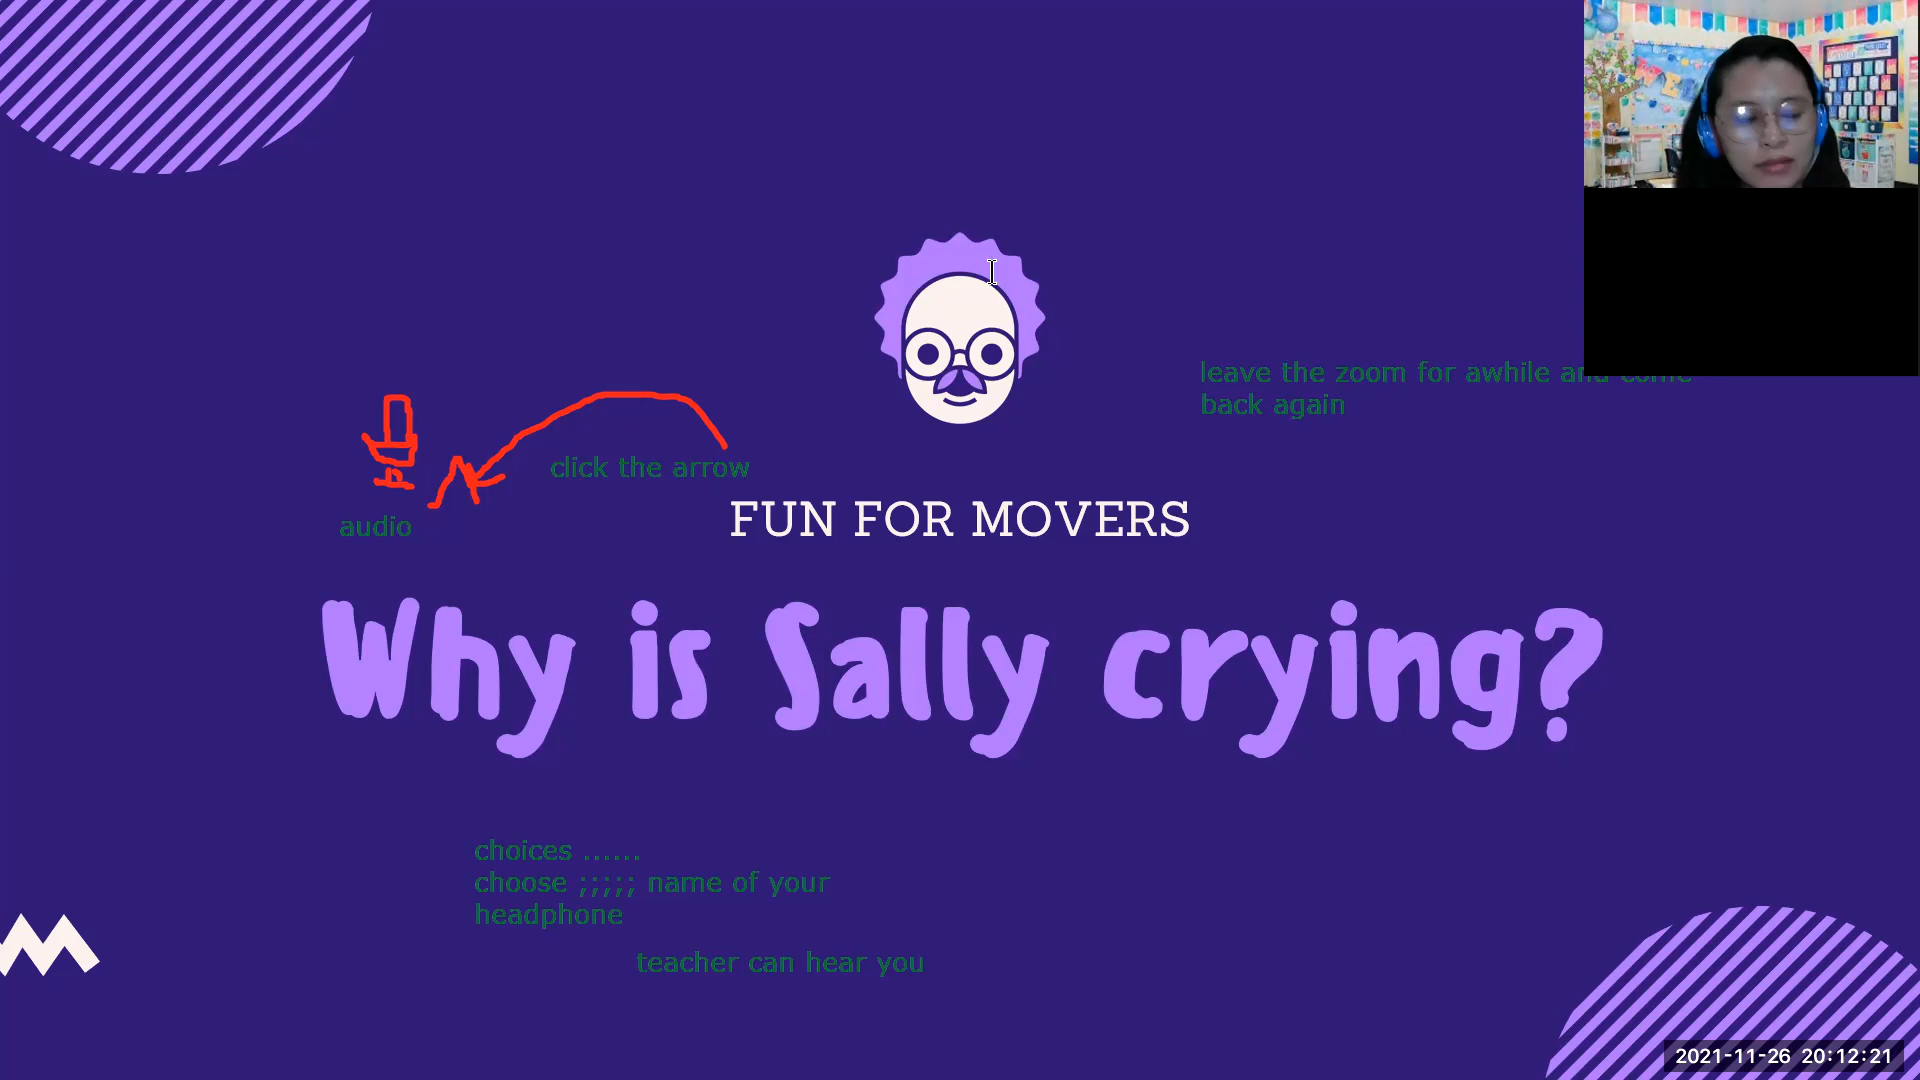 leave the zoom for awhile and come
back again
click the arrow
audio
FUN FOR MOVERS
Why is Sally crying?
choices ......
choose ;;;;; name of your
headphone
teacher can hear you
2021-11-26 20:12:21